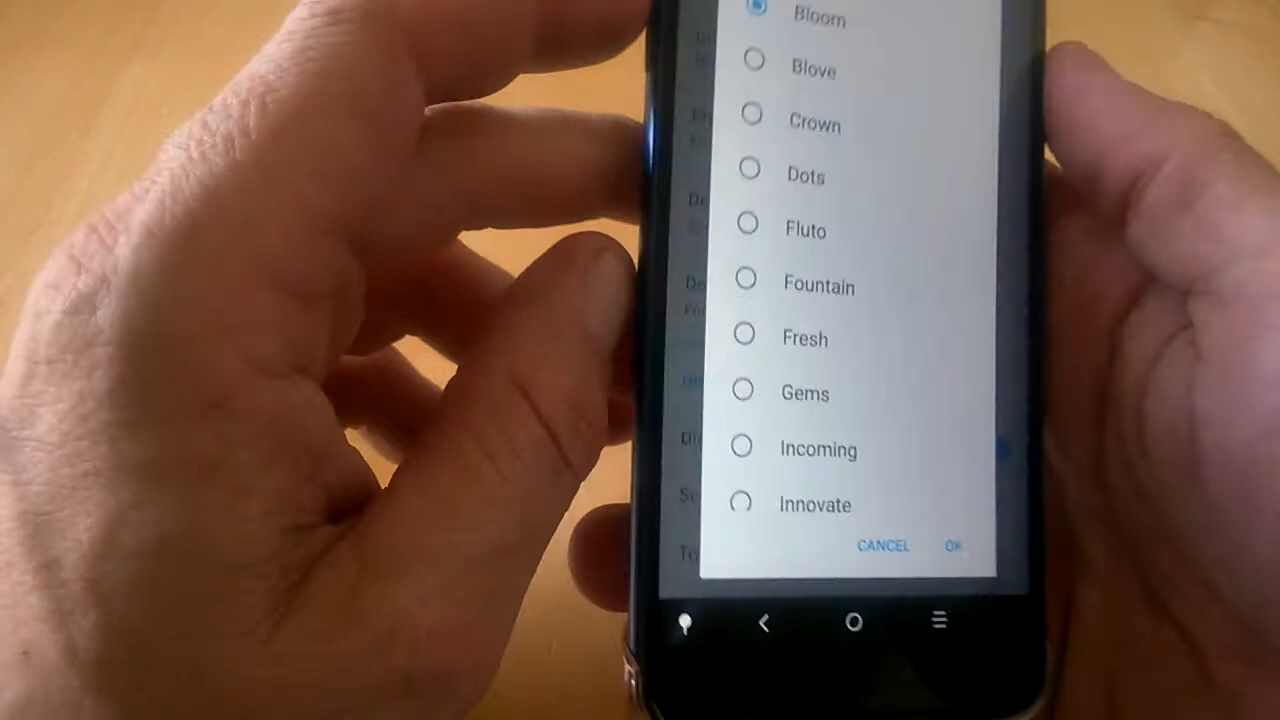 Bloom
Blove
Crown
Dots
Fluto
Fountain
Fresh
Gems
Incoming
Innovate
CANCEL OK